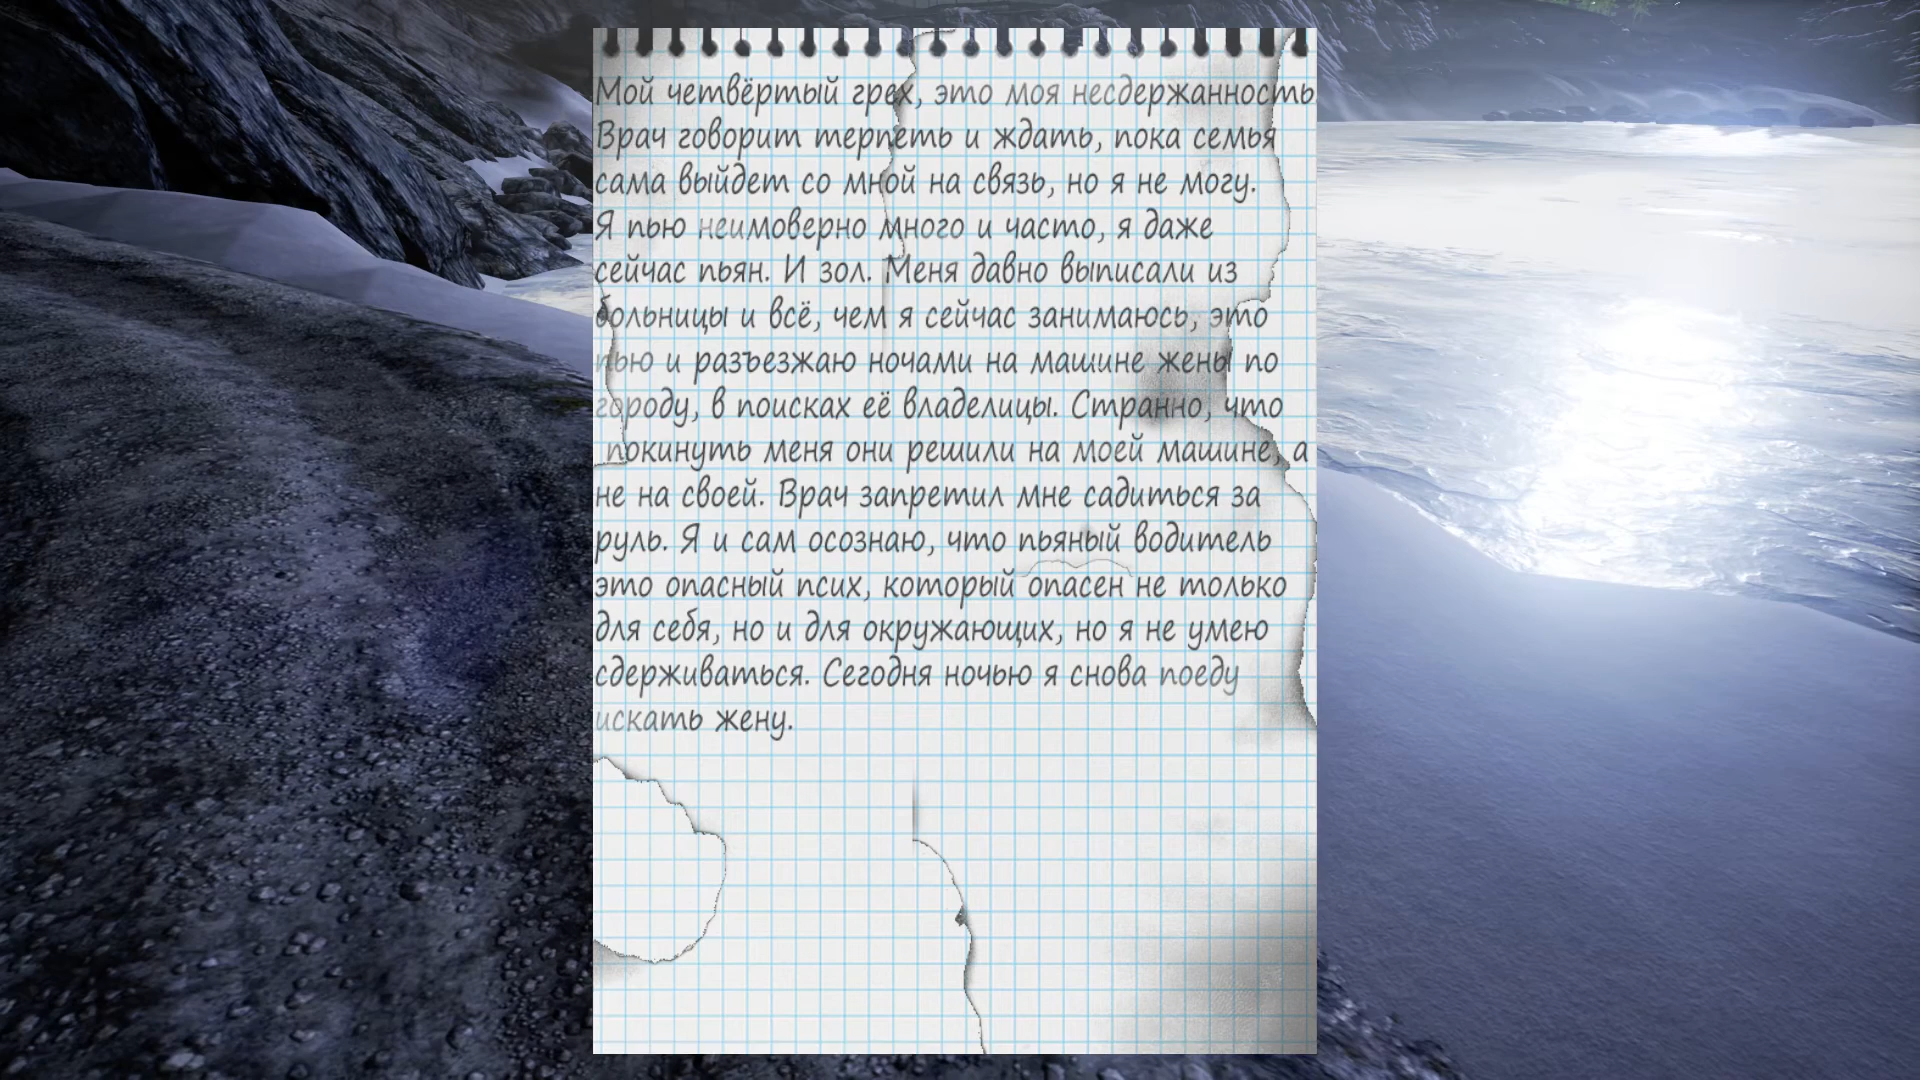 Мой четвёртый грех, это моя несдержанность
Врач говорит терпеть и ждать, пока семья
сама выйдет со мной на связь, но я не могу.
Я пью неимоверно много и часто, я даже
сейчас пьян. И зол. Меня давно выписали из
больницы и всё, чем я сейчас занимаюсь, это
пью и разъезжаю ночами на машине жены по
городу, в поисках её владелицы. Странно, что
покинуть меня они решили на моей машине, а
не на своей. Врач запретил мне садиться за
руль. Я и сам осознаю, что пьяный водитель
это опасный псих, который опасен не только
для себя, но и для окружающих, но я не умею
сдерживаться. Сегодня ночью я снова поеду
искать жену.